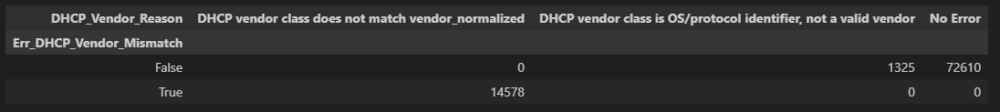 DHCP_Vendor_Reason DHCP vendor class does not match vendor_normalized DHCP vendor class is OS/protocol identifier, not a valid vendor No Error
Err_DHCP_Vendor_Mismatch
False 0 1325 72610
True 14578 0 0